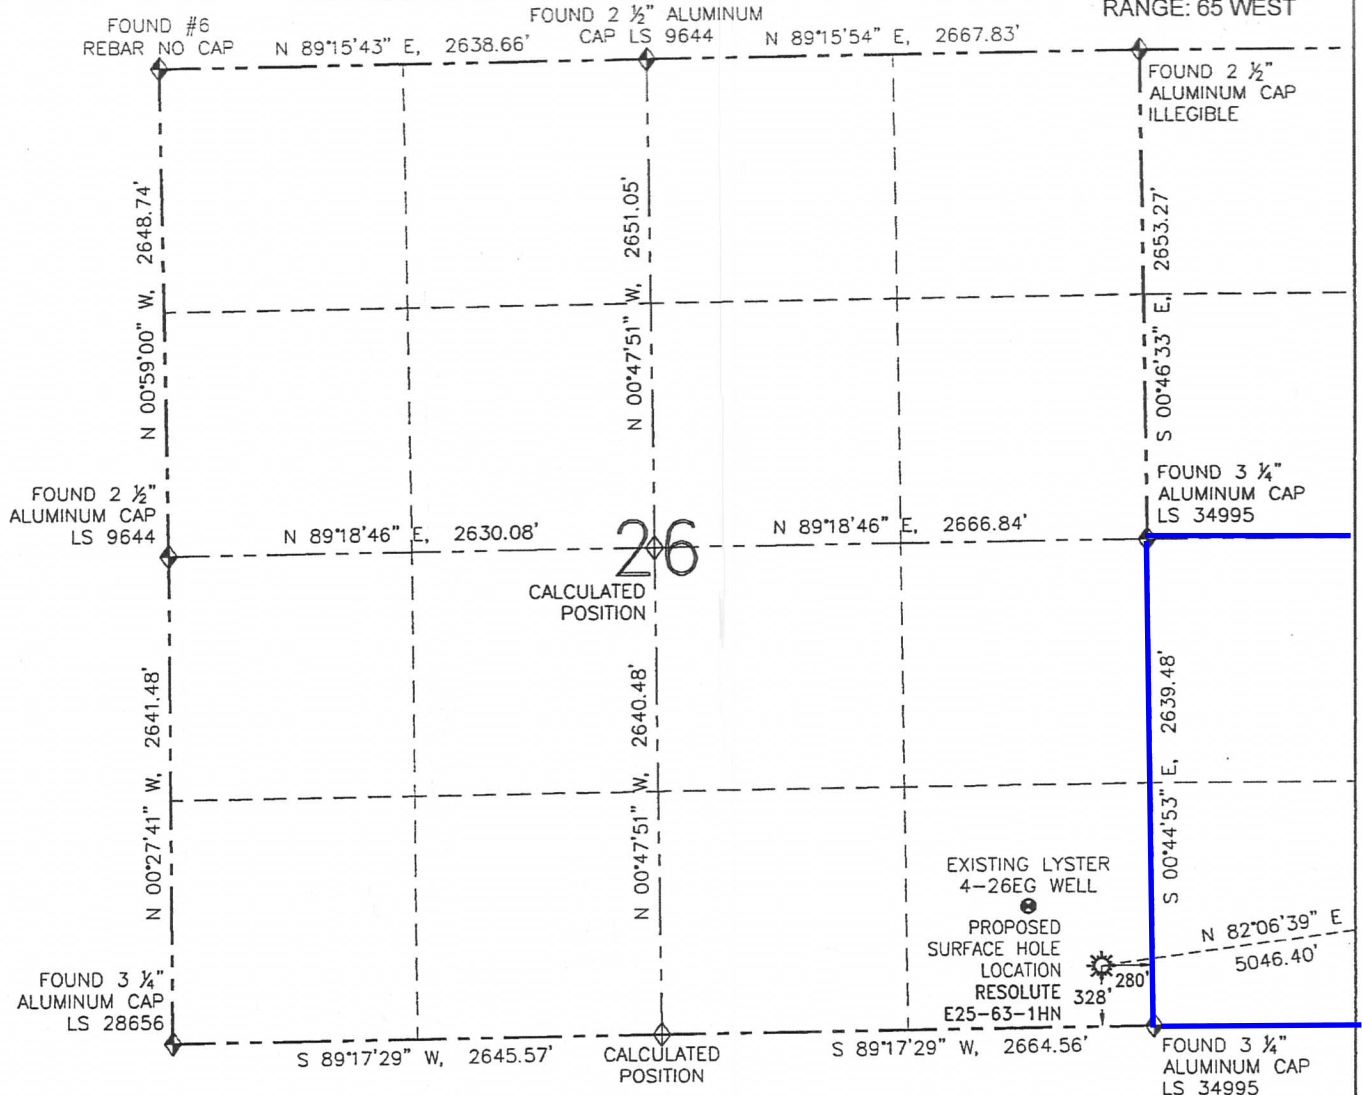 RANGE: 65 WEST
FOUND #6
REBAR NO CAP
N 89°15'43" E, 2638.66'
FOUND 2 ½" ALUMINUM
CAP LS 9644
N 89°15'54" E, 2667.83'
FOUND 2 ½"
ALUMINUM CAP
ILLEGIBLE
N 00°59'00" W, 2648.74'
N 00°47'51" W, 2651.05'
S 00°46'33" E, 2653.27'
FOUND 2 ½"
ALUMINUM CAP
LS 9644
N 89°18'46" E, 2630.08'
26
CALCULATED
POSITION
N 89°18'46" E, 2666.84'
FOUND 3 ¼"
ALUMINUM CAP
LS 34995
N 00°27'41" W, 2641.48'
N 00°47'51" W, 2640.48'
S 00°44'53" E, 2639.48'
EXISTING LYSTER
4-26EG WELL
PROPOSED
SURFACE HOLE
LOCATION
RESOLUTE
E25-63-1HN
280'
328'
N 82°06'39" E
5046.40'
FOUND 3 ¼"
ALUMINUM CAP
LS 28656
S 89°17'29" W, 2645.57'
CALCULATED
POSITION
S 89°17'29" W, 2664.56'
FOUND 3 ¼"
ALUMINUM CAP
LS 34995